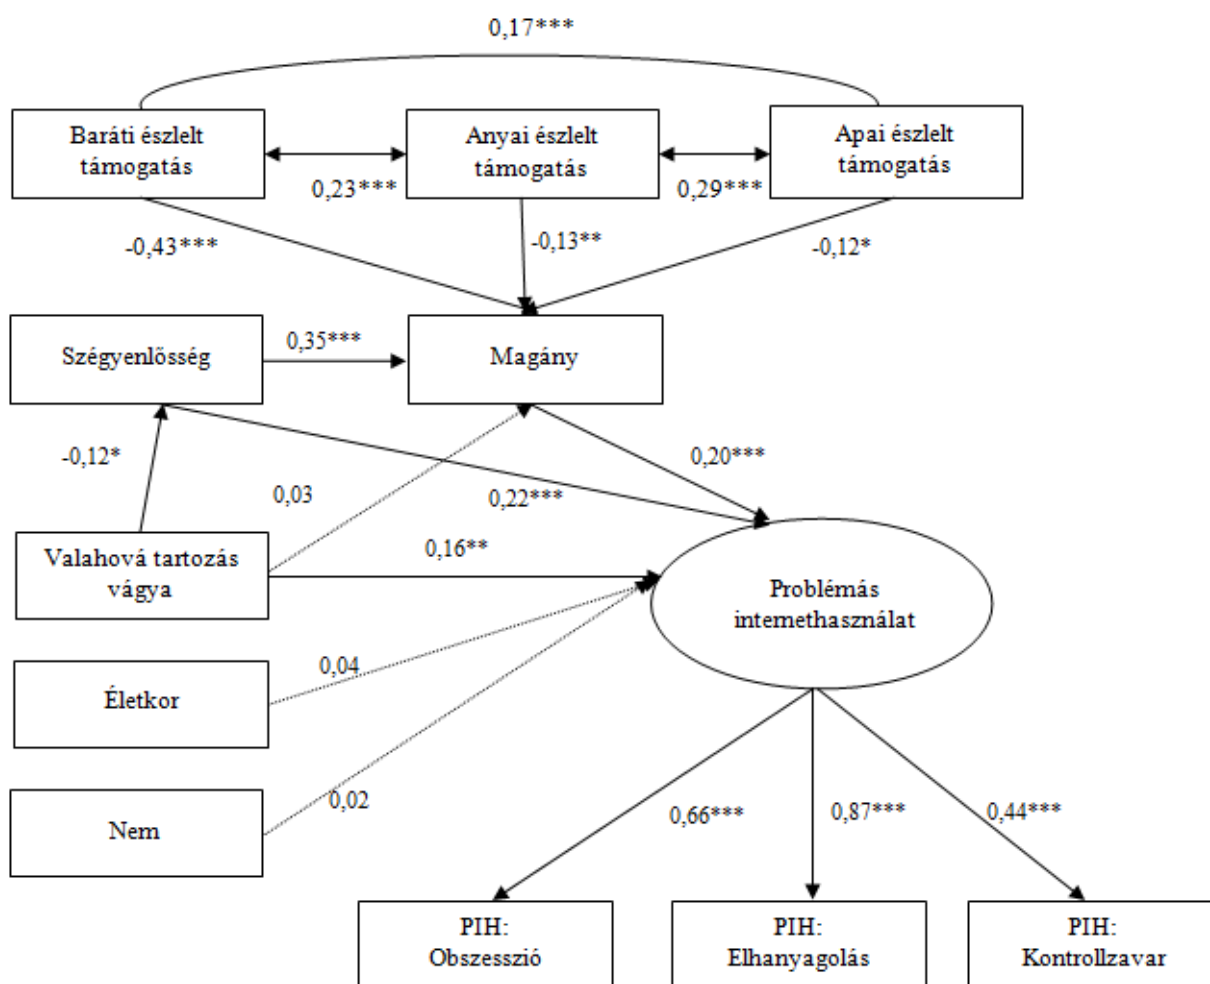 0,17***
Baráti észlelt
támogatás
Anyai észlelt
támogatás
Apai észlelt
támogatás
0,23***
0,29***
-0,43***
-0,13**
-0,12*
Szégyenlősség
0,35***
Magány
-0,12*
0,03
0,22***
0,20***
Valahová tartozás
vágya
0,16**
Problémás
internethasználat
Életkor
0,04
Nem
0,02
0,66***
0,87***
0,44***
PIH:
Obszesszió
PIH:
Elhanyagolás
PIH:
Kontrollzavar